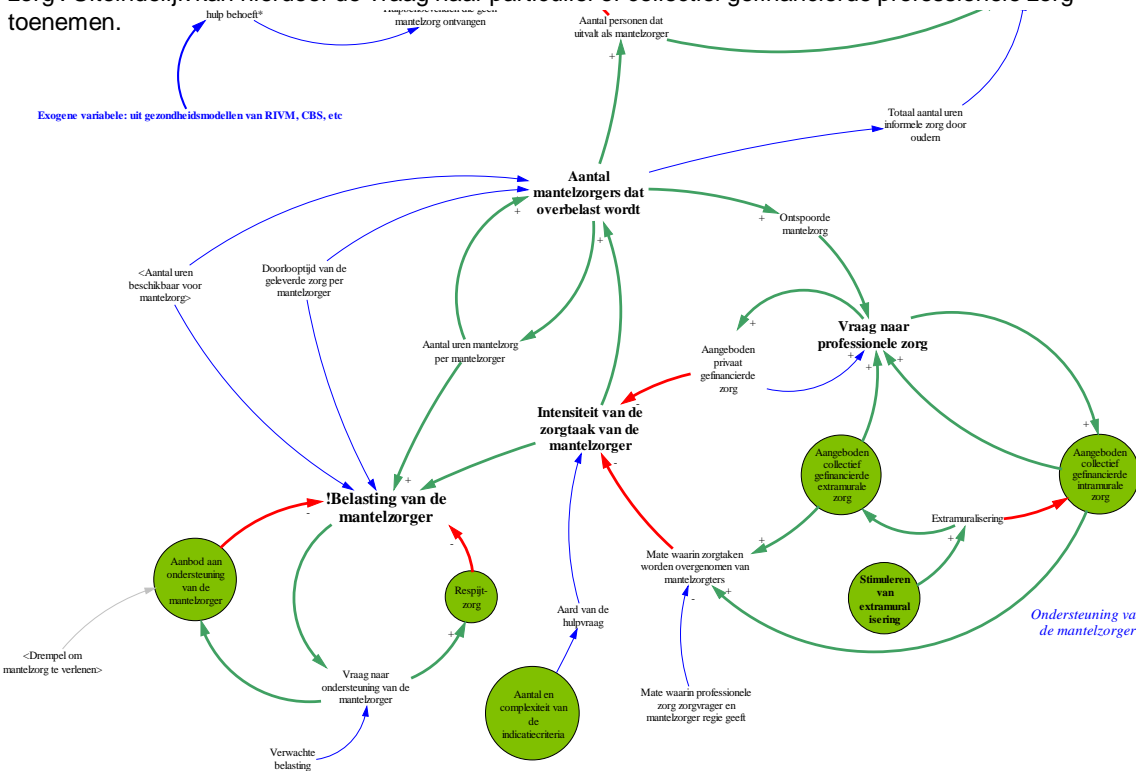 toenemen.
hulp behoeft*
mantelzorg ontvangen
Aantal personen dat
uitvalt als mantelzorger
+
Exogene variabele: uit gezondheidsmodellen van RIVM, CBS, etc
Totaal aantal uren
informele zorg door
oudern
Aantal
mantelzorgers dat
overbelast wordt
+
+
+
Ontspoorde
mantelzorg
<Aantal uren
beschikbaar voor
mantelzorg>
Doorlooptijd van de
geleverde zorg per
mantelzorger
Aantal uren mantelzorg
per mantelzorger
+
+
+
Vraag naar
professionele zorg
+
+
+
Aangeboden
privaat
gefinancierde
zorg
-
Intensiteit van de
zorgtaak van de
mantelzorger
-
+
!Belasting van de
mantelzorger
-
-
Aangeboden
collectief
gefinancierde
extramurale
zorg
+
Aangeboden
collectief
gefinancierde
intramurale
zorg
Extramuralisering
-
+
+
Aanbod aan
ondersteuning
van de
mantelzorger
Respijt-
zorg
+
Mate waarin zorgtaken
worden overgenomen van
mantelzorgters
+
+
-
Stimuleren
van
extramural
isering
Aard van de
hulpvraag
Ondersteuning va
de mantelzorger
<Drempel om
mantelzorg te verlenen>
Vraag naar
ondersteuning van de
mantelzorger
Aantal en
complexiteit van
de
indicatiecriteria
Mate waarin professionele
zorg zorgvrager en
mantelzorger regie geeft
Verwachte
belasting